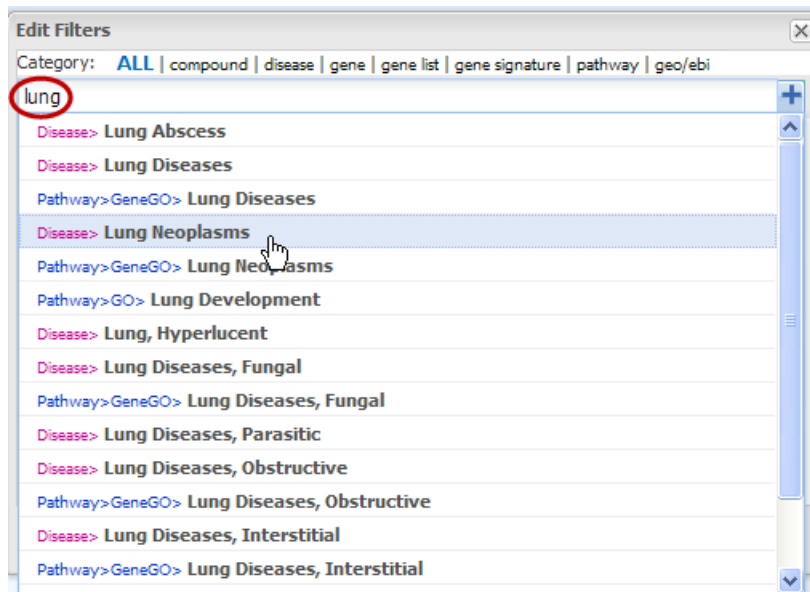 Edit Filters
Category: ALL | compound | disease | gene | gene list | gene signature | pathway | geo/ebi
lung
Disease> Lung Abscess
Disease> Lung Diseases
Pathway>GeneGO> Lung Diseases
Disease> Lung Neoplasms
Pathway>GeneGO> Lung Neoplasms
Pathway>GO> Lung Development
Disease> Lung, Hyperlucent
Disease> Lung Diseases, Fungal
Pathway>GeneGO> Lung Diseases, Fungal
Disease> Lung Diseases, Parasitic
Disease> Lung Diseases, Obstructive
Pathway>GeneGO> Lung Diseases, Obstructive
Disease> Lung Diseases, Interstitial
Pathway>GeneGO> Lung Diseases, Interstitial